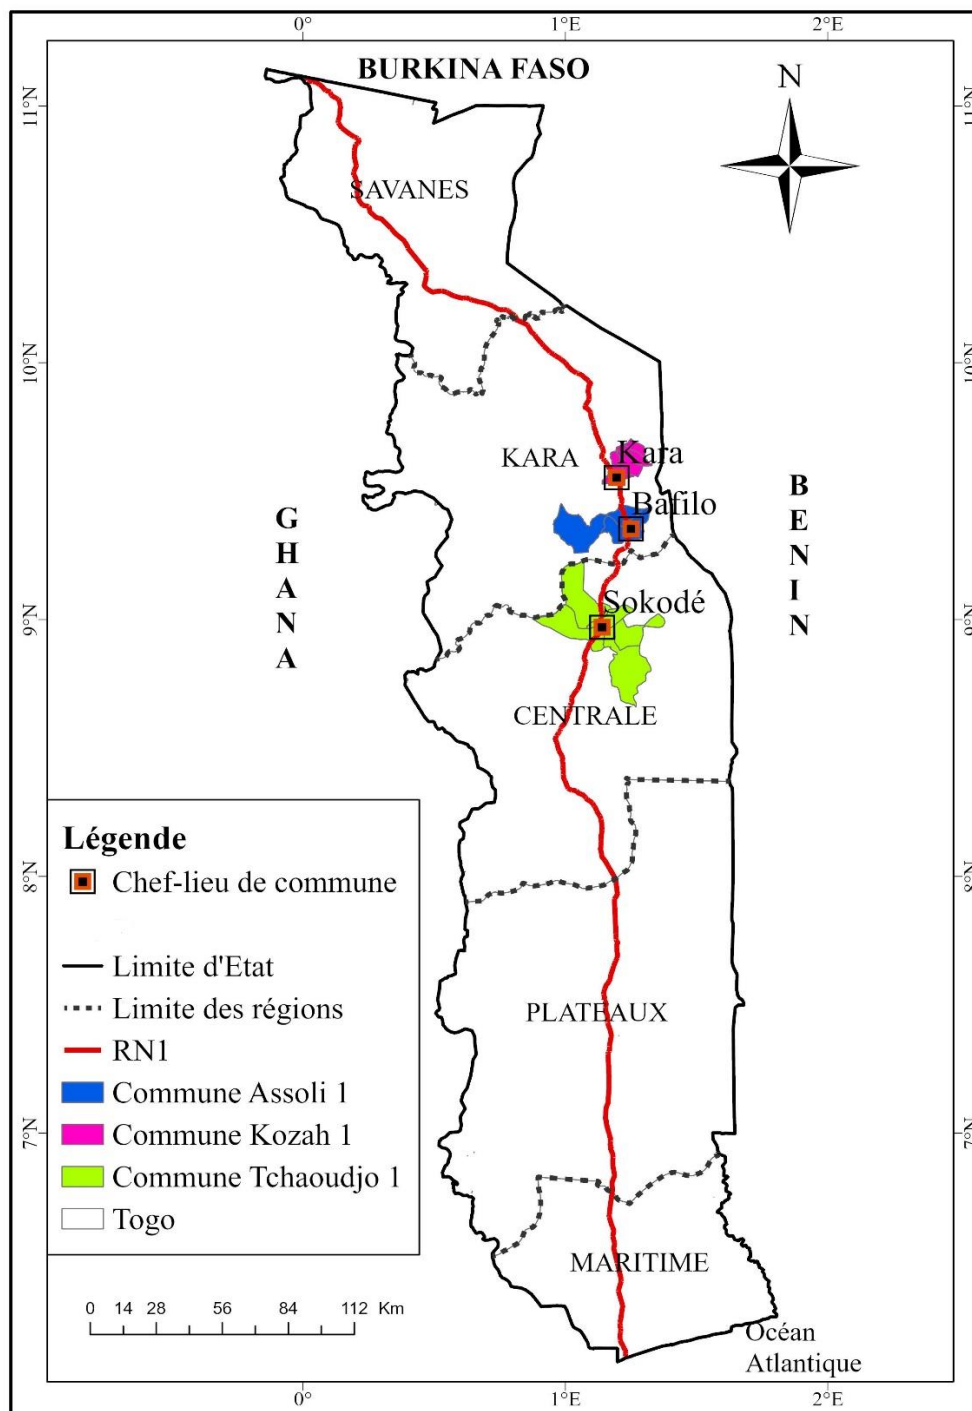 0°
1°E
2°E
BURKINA FASO
N
11°N
11°N
SAVANES
10°N
10°N
KARA
Kara
Bafilo
BENIN
GHANA
9°N
9°N
Sokodé
CENTRALE
Légende
Chef-lieu de commune
Limite d'Etat
Limite des régions
RN1
Commune Assoli 1
Commune Kozah 1
Commune Tchaoudjo 1
Togo
8°N
8°N
PLATEAUX
7°N
7°N
MARITIME
0 14 28 56 84 112 Km
Océan
Atlantique
0°
1°E
2°E